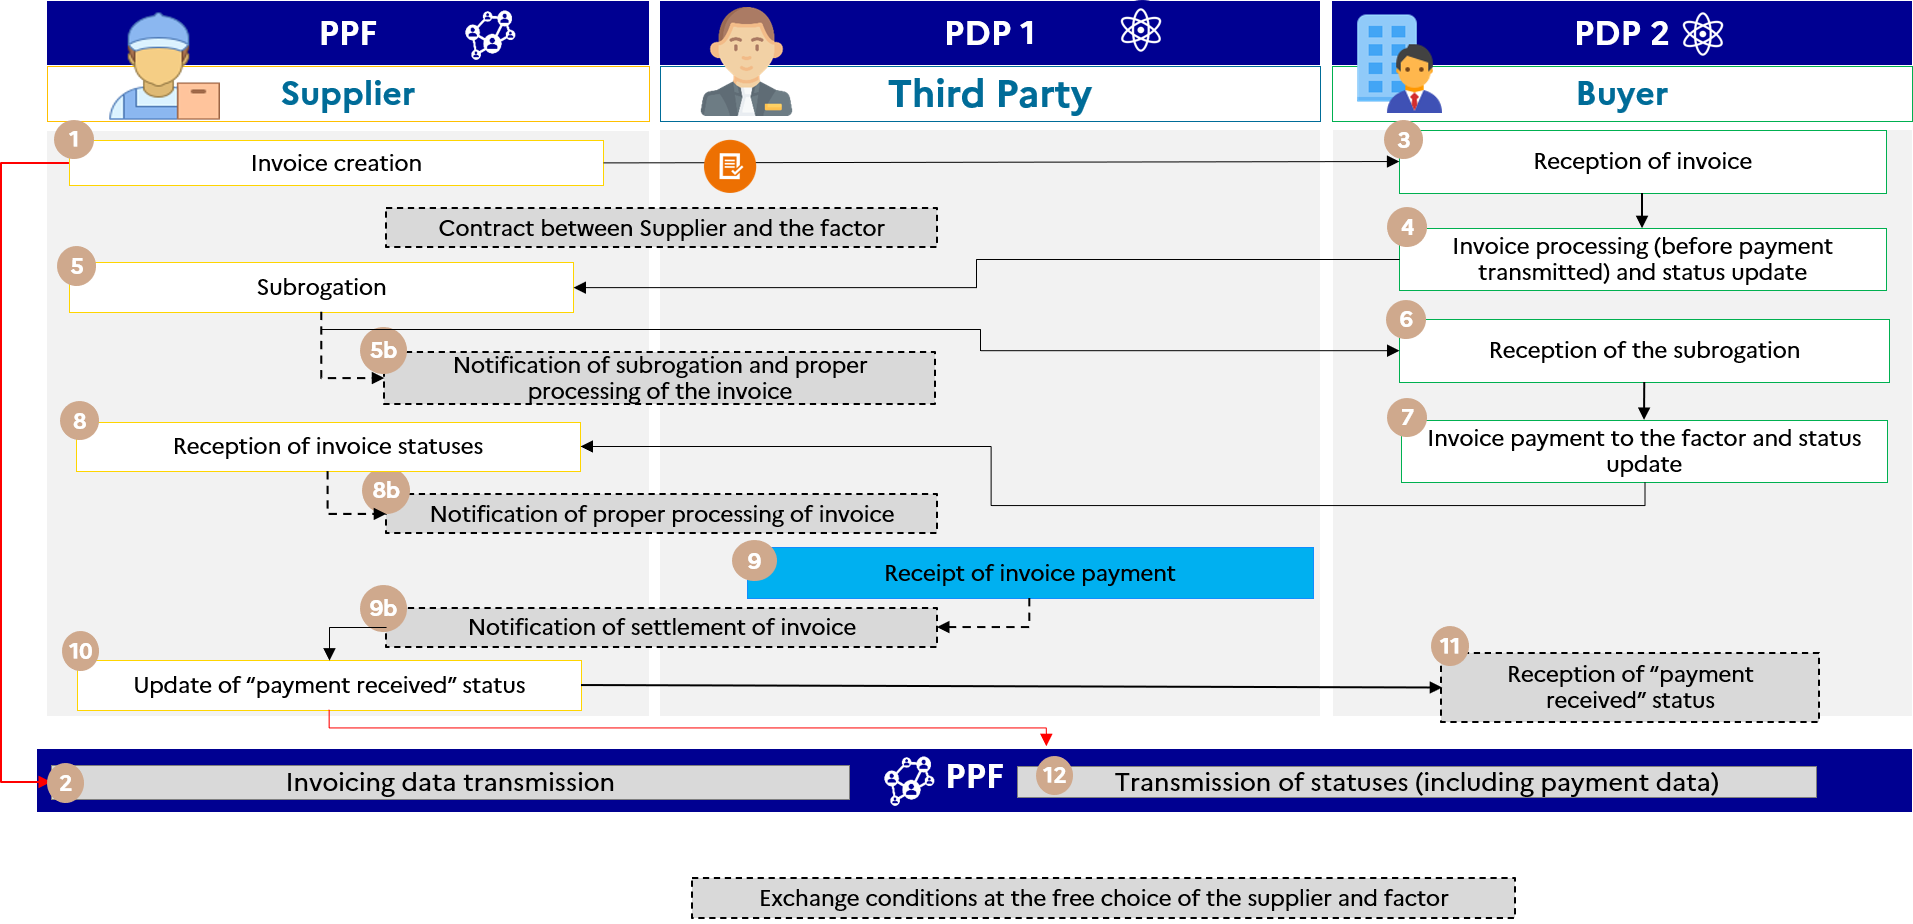 PPF
PDP 1
PDP 2
Supplier
Third Party
Buyer
1
Invoice creation
3
Reception of invoice
Contract between Supplier and the factor
4
Invoice processing (before payment
transmitted) and status update
5
Subrogation
6
Reception of the subrogation
5b
Notification of subrogation and proper
processing of the invoice
7
Invoice payment to the factor and status
update
8
Reception of invoice statuses
8b
Notification of proper processing of invoice
9
Receipt of invoice payment
9b
Notification of settlement of invoice
10
Update of “payment received” status
11
Reception of “payment
received” status
2
Invoicing data transmission
PPF
12
Transmission of statuses (including payment data)
Exchange conditions at the free choice of the supplier and factor